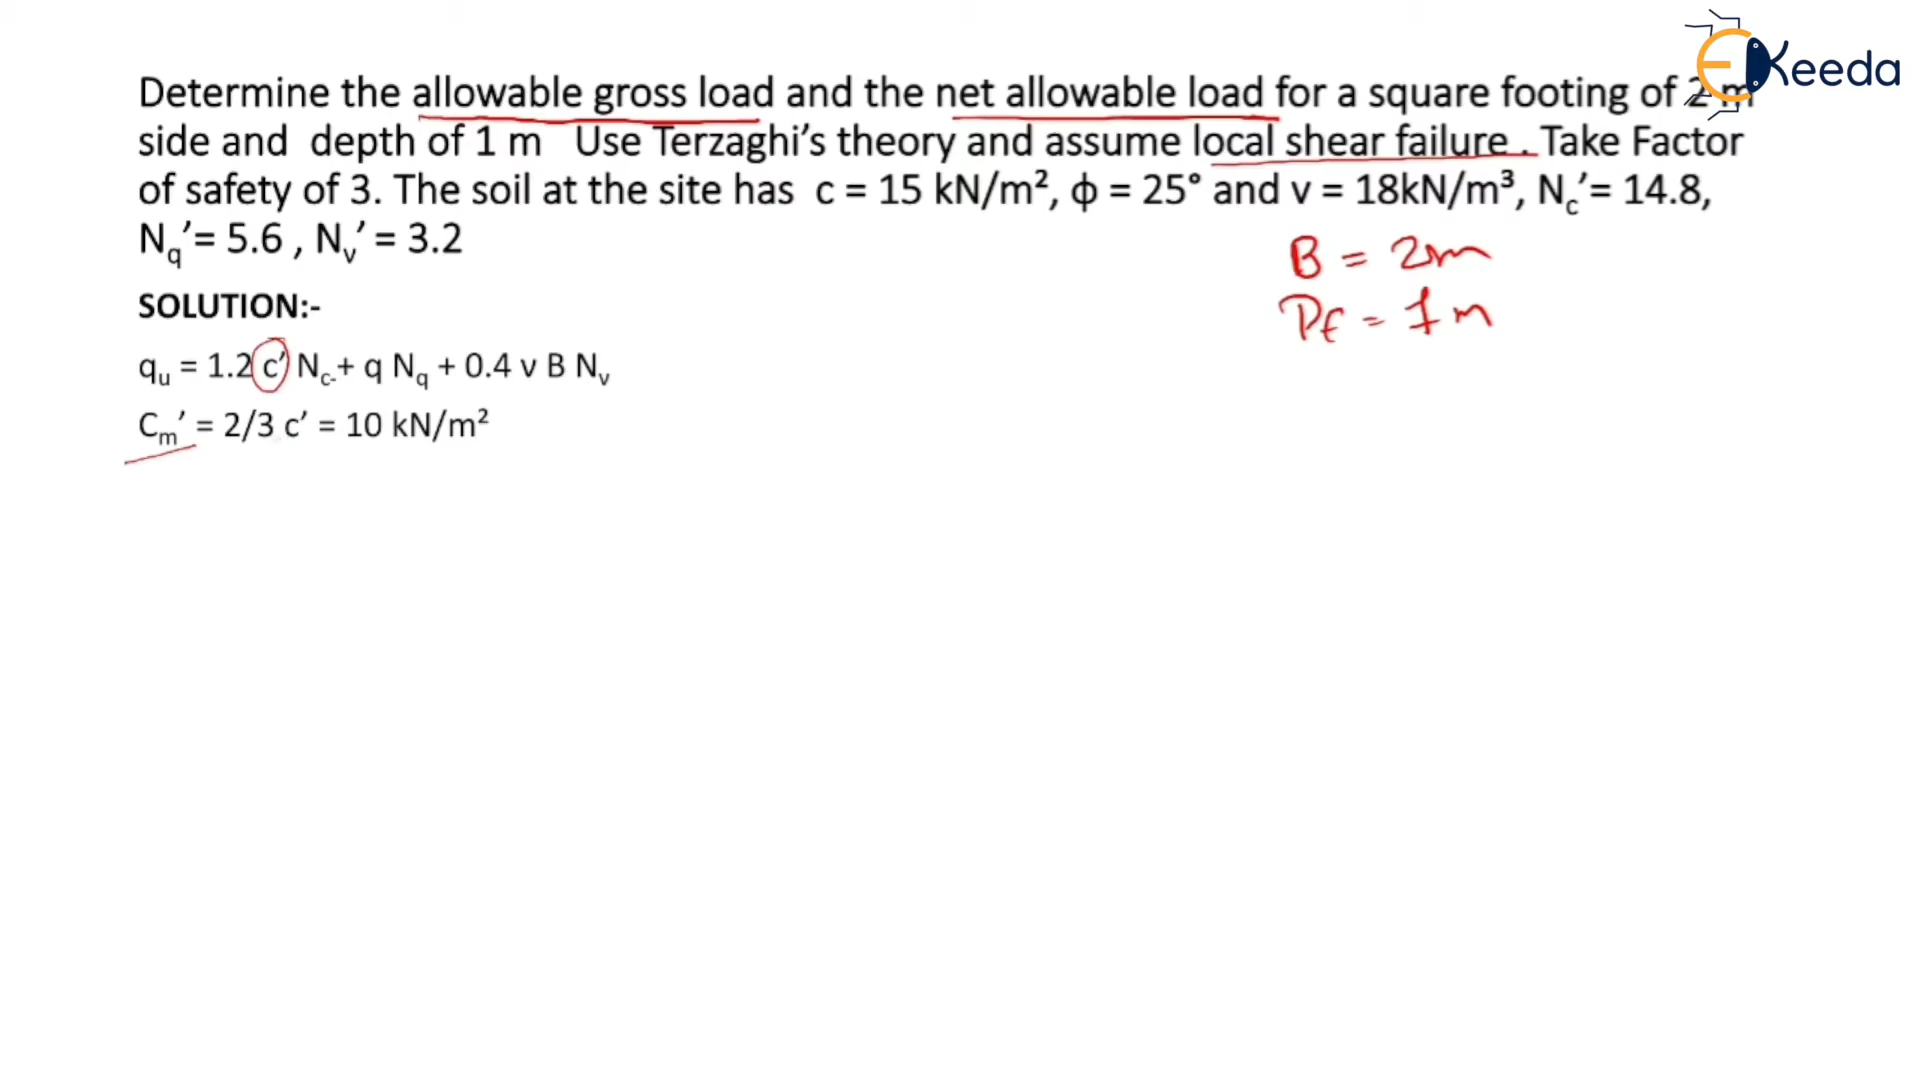 EKeeda
Determine the allowable gross load and the net allowable load for a square footing of 2 m
side and depth of 1 m Use Terzaghi’s theory and assume local shear failure . Take Factor
of safety of 3. The soil at the site has c = 15 kN/m², ϕ = 25° and v = 18kN/m³, Nc’= 14.8,
Nq’= 5.6 , Nv’ = 3.2
B = 2m
Df = 1m
SOLUTION:-
qu = 1.2 c’ Nc-+ q Nq + 0.4 v B Nv
Cm’ = 2/3 c’ = 10 kN/m²